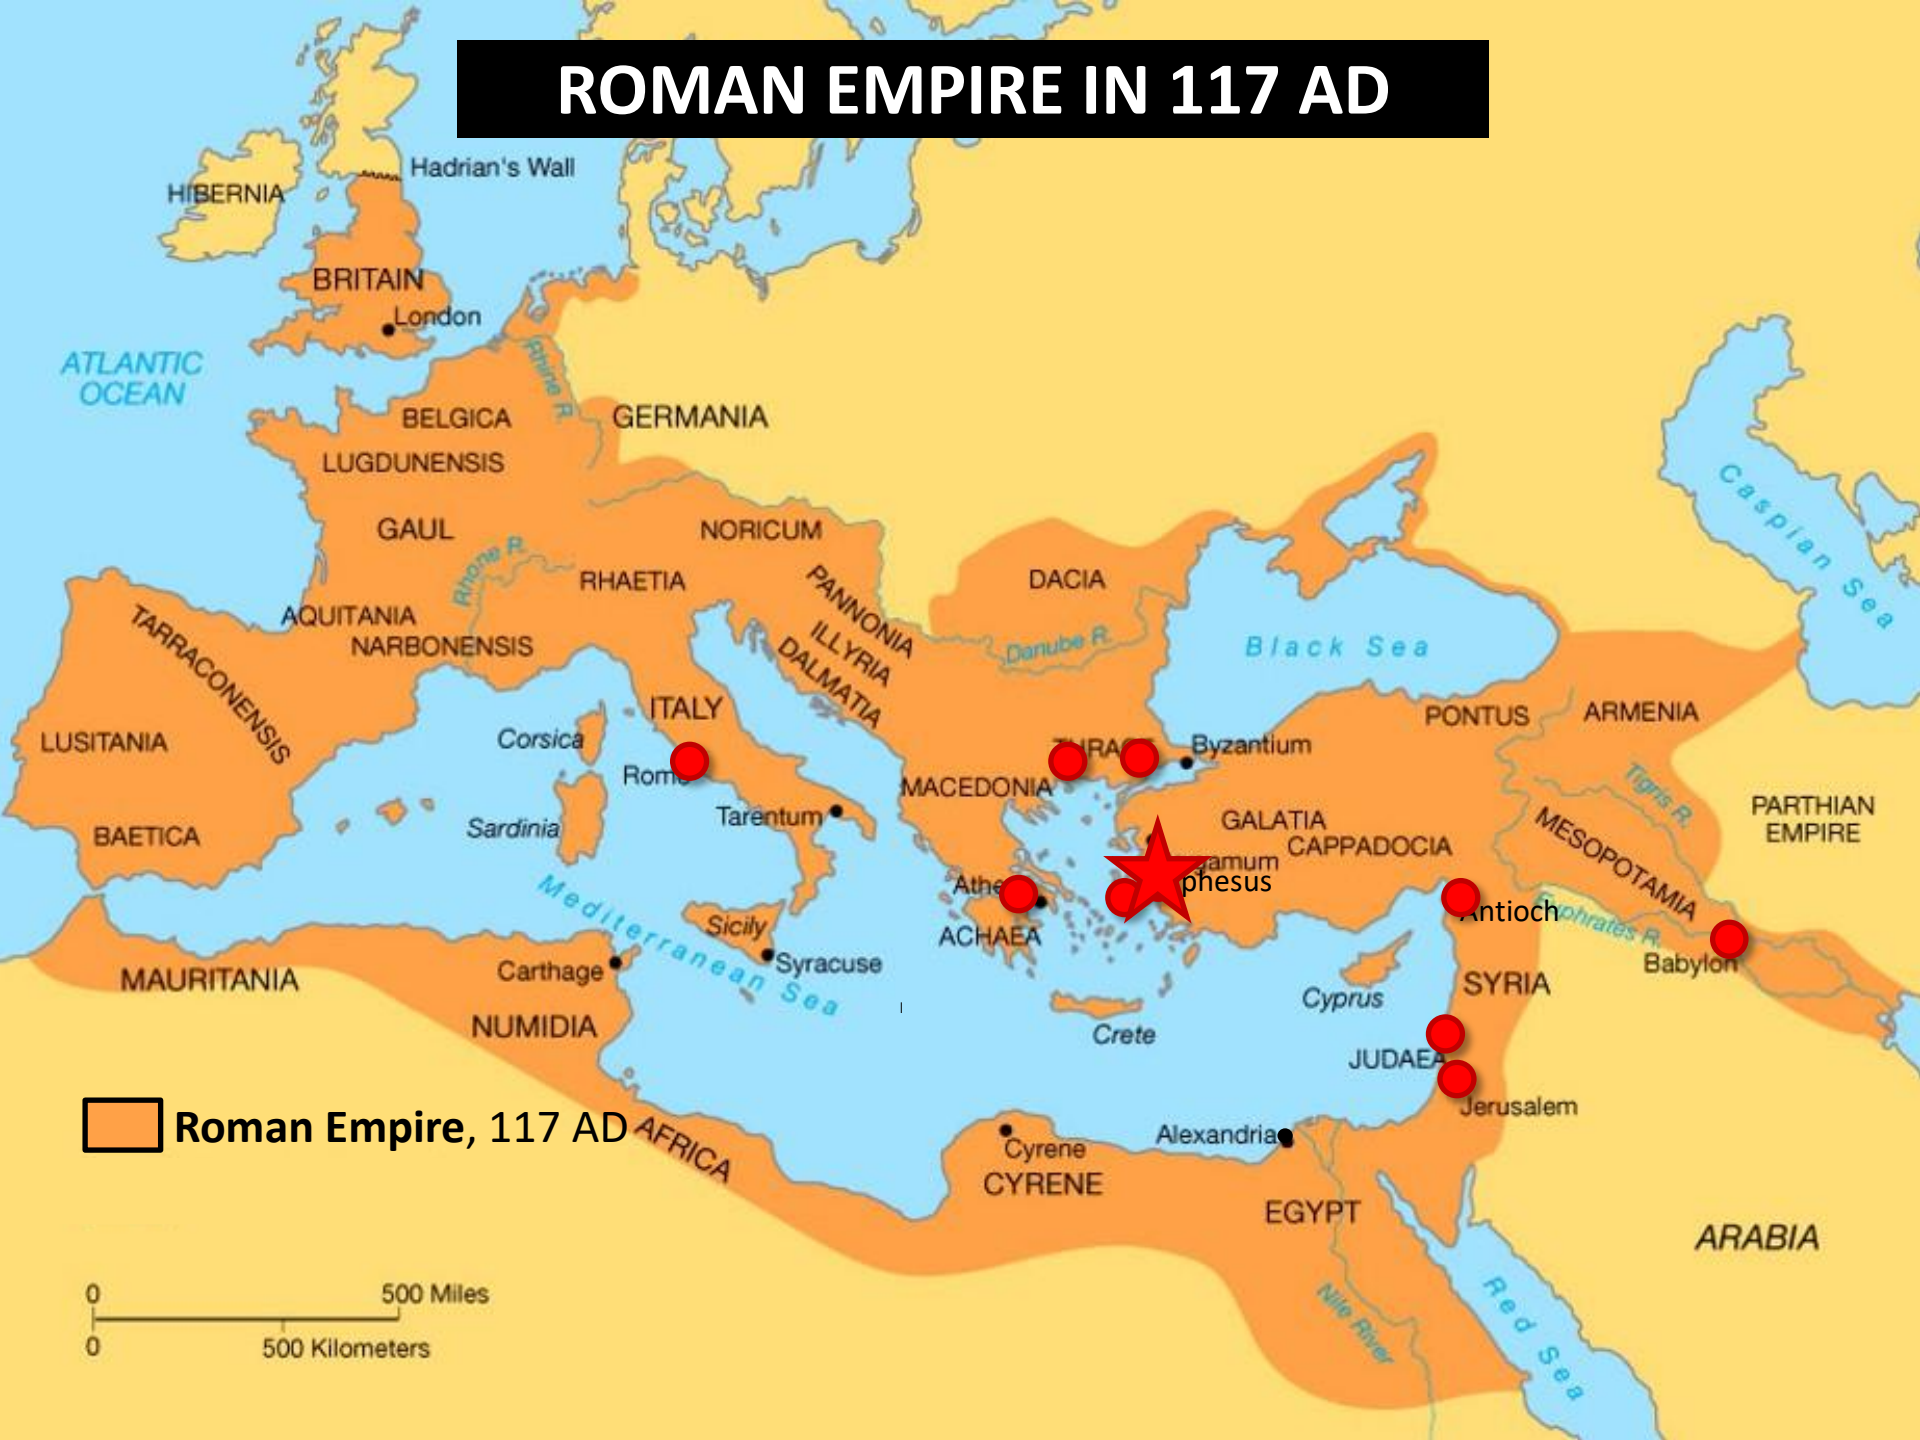 ROMAN EMPIRE IN 117 AD
Hadrian's Wall
HIBERNIA
BRITAIN
London
ATLANTIC
OCEAN
Rhine R.
BELGICA
GERMANIA
LUGDUNENSIS
GAUL
NORICUM
Rhone R.
RHAETIA
PANNONIA
ILLYRIA
DALMATIA
DACIA
Danube R.
Black Sea
Caspian Sea
AQUITANIA
NARBONENSIS
TARRACONENSIS
LUSITANIA
BAETICA
ITALY
Corsica
Rome
Sardinia
Tarentum
MACEDONIA
Byzantium
PONTUS
ARMENIA
Tigris R.
PARTHIAN
EMPIRE
GALATIA
CAPPADOCIA
MESOPOTAMIA
gamum
phesus
Athe
ACHAEA
Antioch
Euphrates R.
Babylon
SYRIA
Mediterranean Sea
Sicily
Syracuse
Carthage
MAURITANIA
NUMIDIA
Crete
Cyprus
JUDAEA
Jerusalem
Roman Empire, 117 AD
AFRICA
Cyrene
CYRENE
Alexandria
EGYPT
ARABIA
Nile River
Red Sea
0 500 Miles
0 500 Kilometers